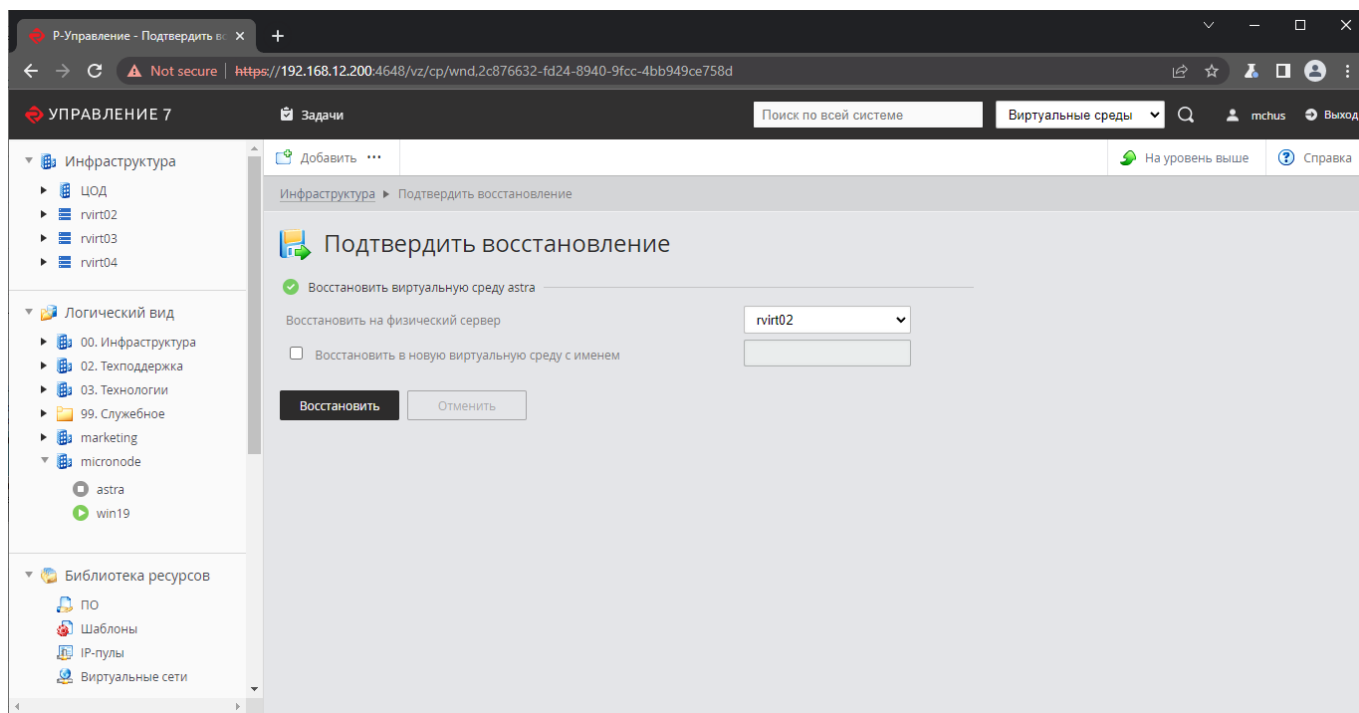 Р-Управление - Подтвердить вс
Not secure | https://192.168.12.200:4648/vz/cp/wnd,2c876632-fd24-8940-9fcc-4bb949ce758d
УПРАВЛЕНИЕ 7
Задачи
Поиск по всей системе
Виртуальные среды
mchus
Выход
Инфраструктура
ЦОД
rvirt02
rvirt03
rvirt04
Логический вид
00. Инфраструктура
02. Техподдержка
03. Технологии
99. Служебное
marketing
micronode
astra
win19
Библиотека ресурсов
ПО
Шаблоны
IP-пулы
Виртуальные сети
Добавить •••
На уровень выше
Справка
Инфраструктура ▶ Подтвердить восстановление
Подтвердить восстановление
Восстановить виртуальную среду astra
Восстановить на физический сервер
rvirt02
Восстановить в новую виртуальную среду с именем
Восстановить
Отменить